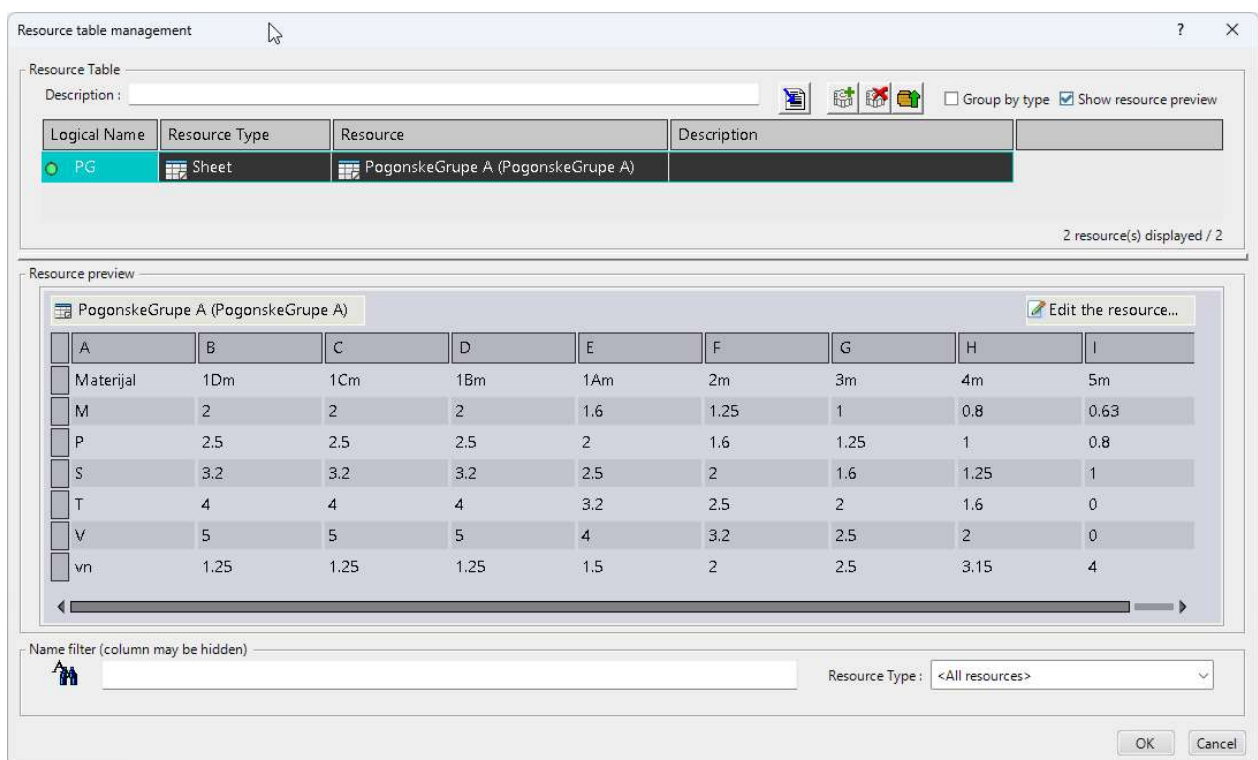 Resource table management ?
Resource Table
Description : Group by type Show resource preview
Logical Name Resource Type Resource Description
PG Sheet PogonskeGrupe A (PogonskeGrupe A)
2 resource(s) displayed / 2
Resource preview
PogonskeGrupe A (PogonskeGrupe A) Edit the resource...
A B C D E F G H I
Materijal 1Dm 1Cm 1Bm 1Am 2m 3m 4m 5m
M 2 2 2 1.6 1.25 1 0.8 0.63
P 2.5 2.5 2.5 2 1.6 1.25 1 0.8
S 3.2 3.2 3.2 2.5 2 1.6 1.25 1
T 4 4 4 3.2 2.5 2 1.6 0
V 5 5 5 4 3.2 2.5 2 0
vn 1.25 1.25 1.25 1.5 2 2.5 3.15 4
Name filter (column may be hidden)
A Resource Type : <All resources>
OK Cancel